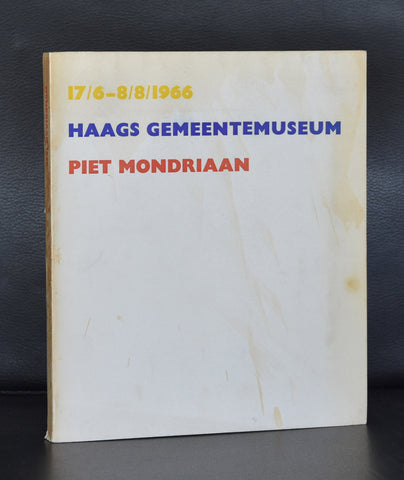 17/6–8/8/1966
HAAGS GEMEENTEMUSEUM
PIET MONDRIAAN